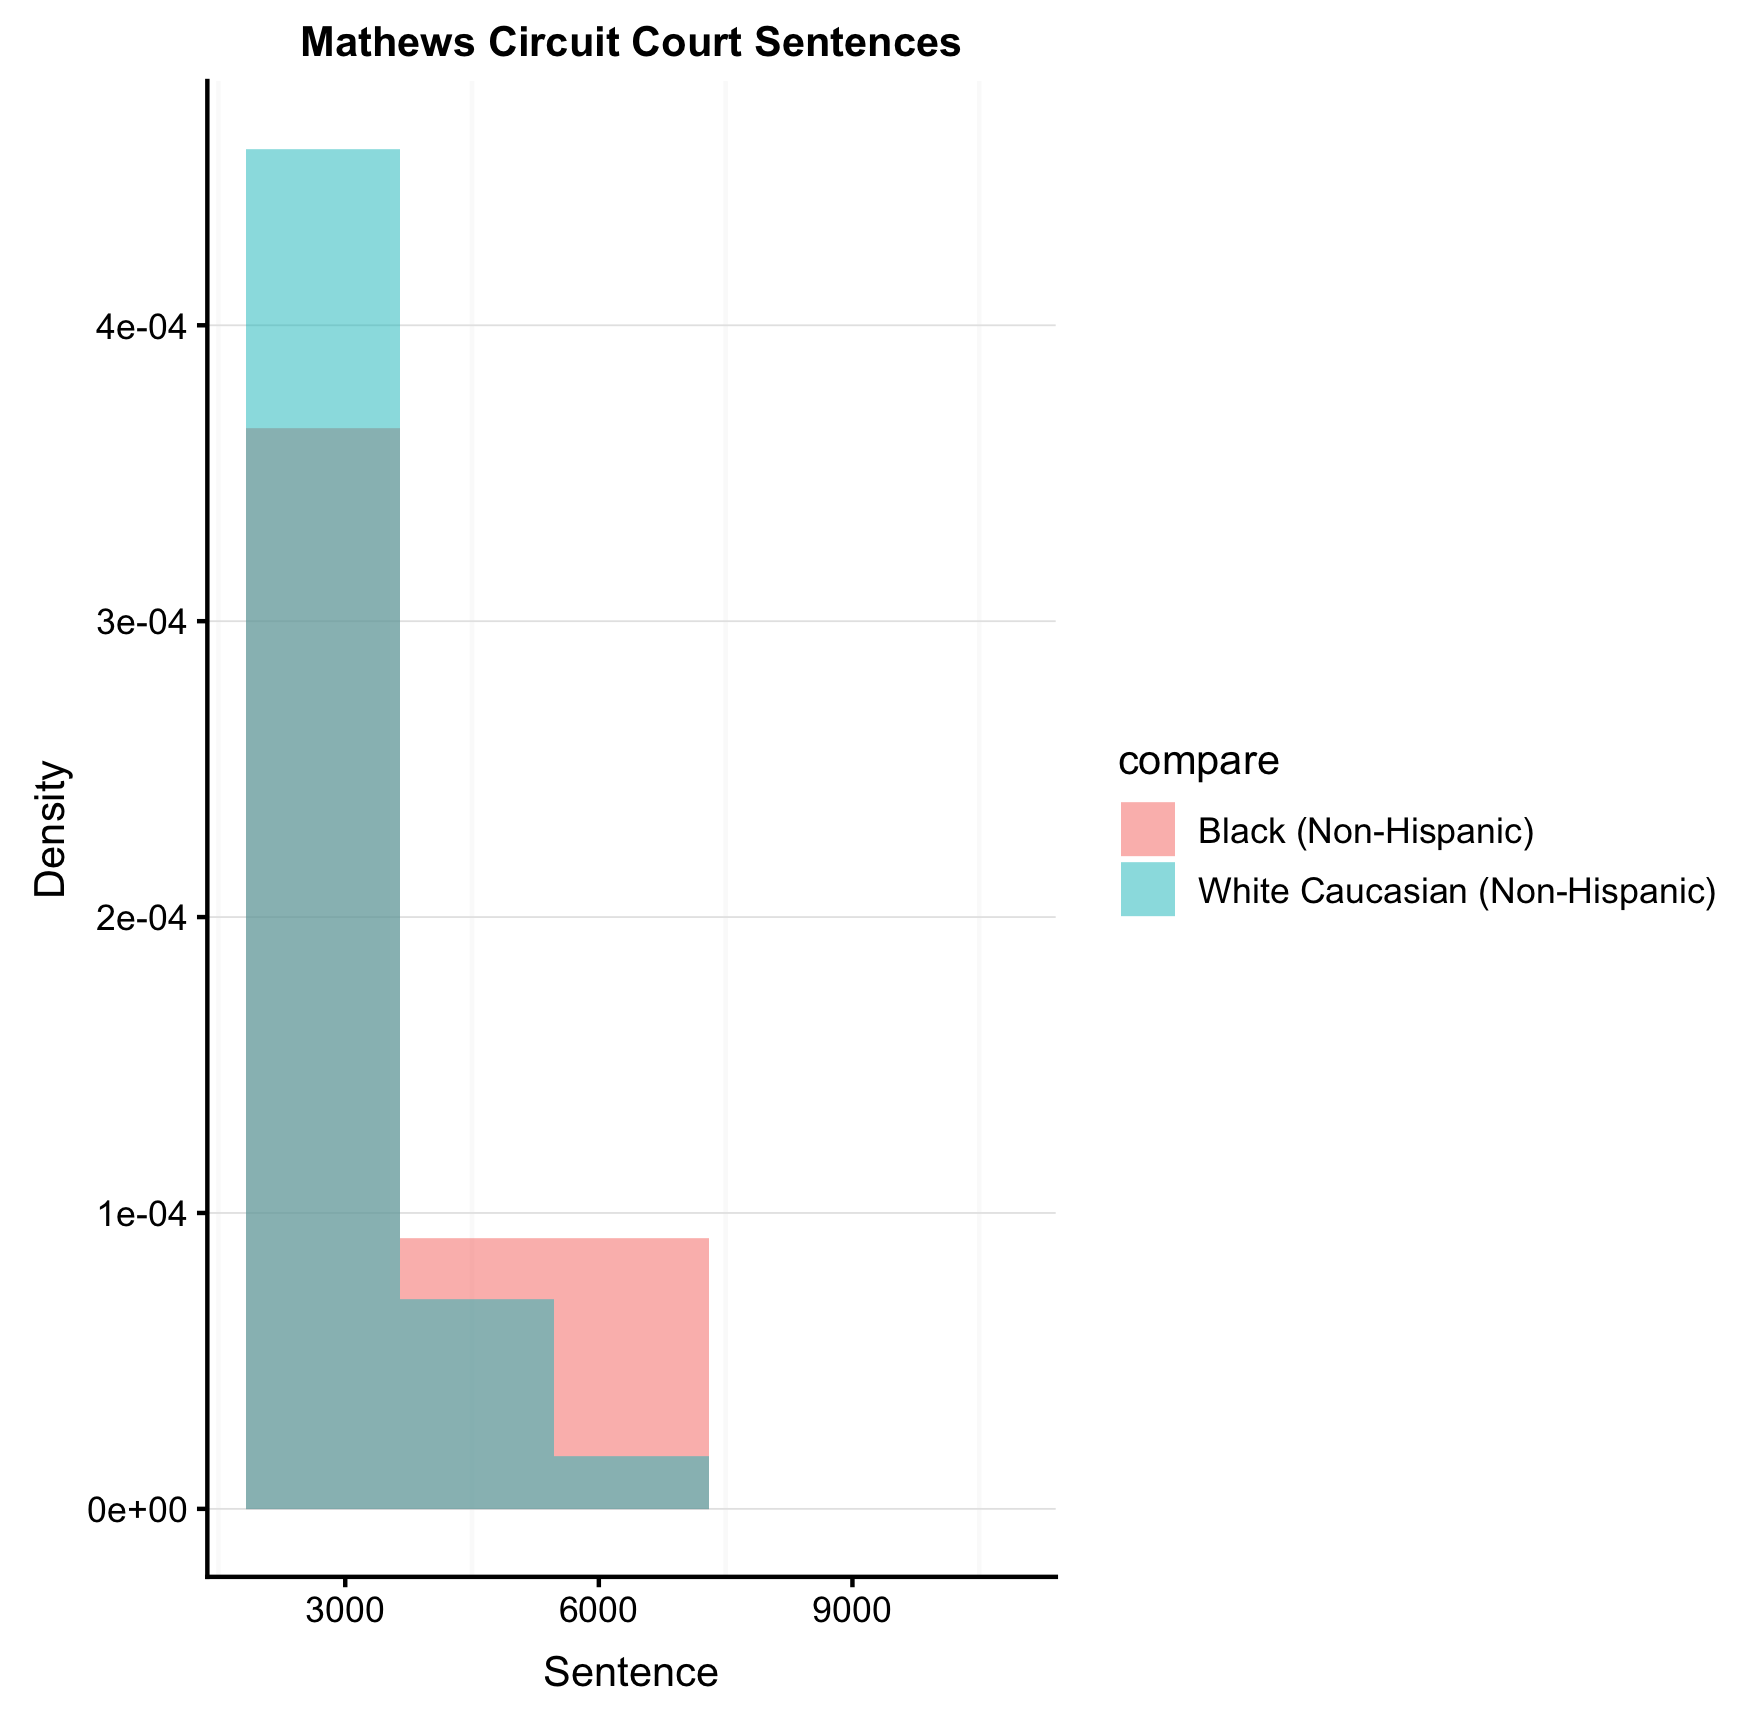 Mathews Circuit Court Sentences
Density
4e-04
3e-04
2e-04
1e-04
0e+00
3000 6000 9000
Sentence
compare
Black (Non-Hispanic)
White Caucasian (Non-Hispanic)